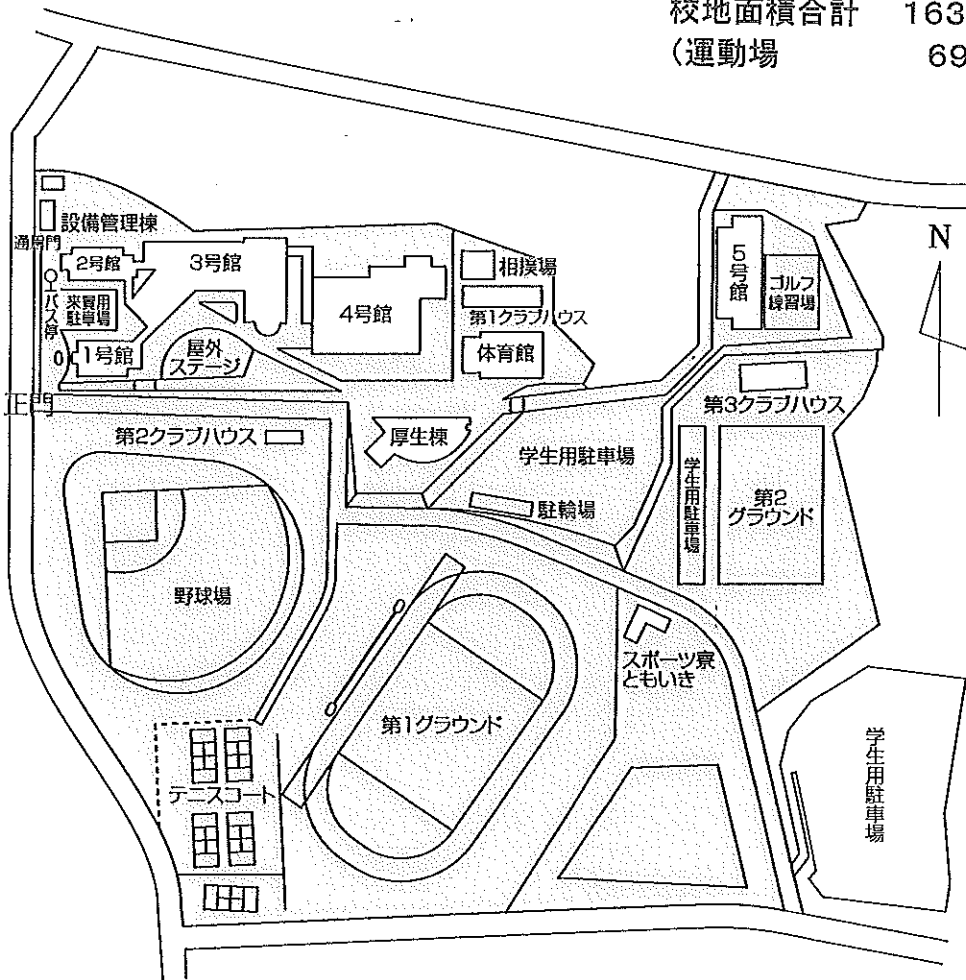 校地面積合計 163
(運動場 69
N
設備管理棟
通用門
2号館
3号館
バス停
来賓用
駐車場
1号館
屋外
ステージ
4号館
相撲場
第1クラブハウス
体育館
5号館
ゴルフ
練習場
正門
第2クラブハウス
厚生棟
学生用駐車場
駐輪場
第3クラブハウス
学生用駐車場
第2
グラウンド
野球場
第1グラウンド
スポーツ寮
ともいき
テニスコート
学生用駐車場